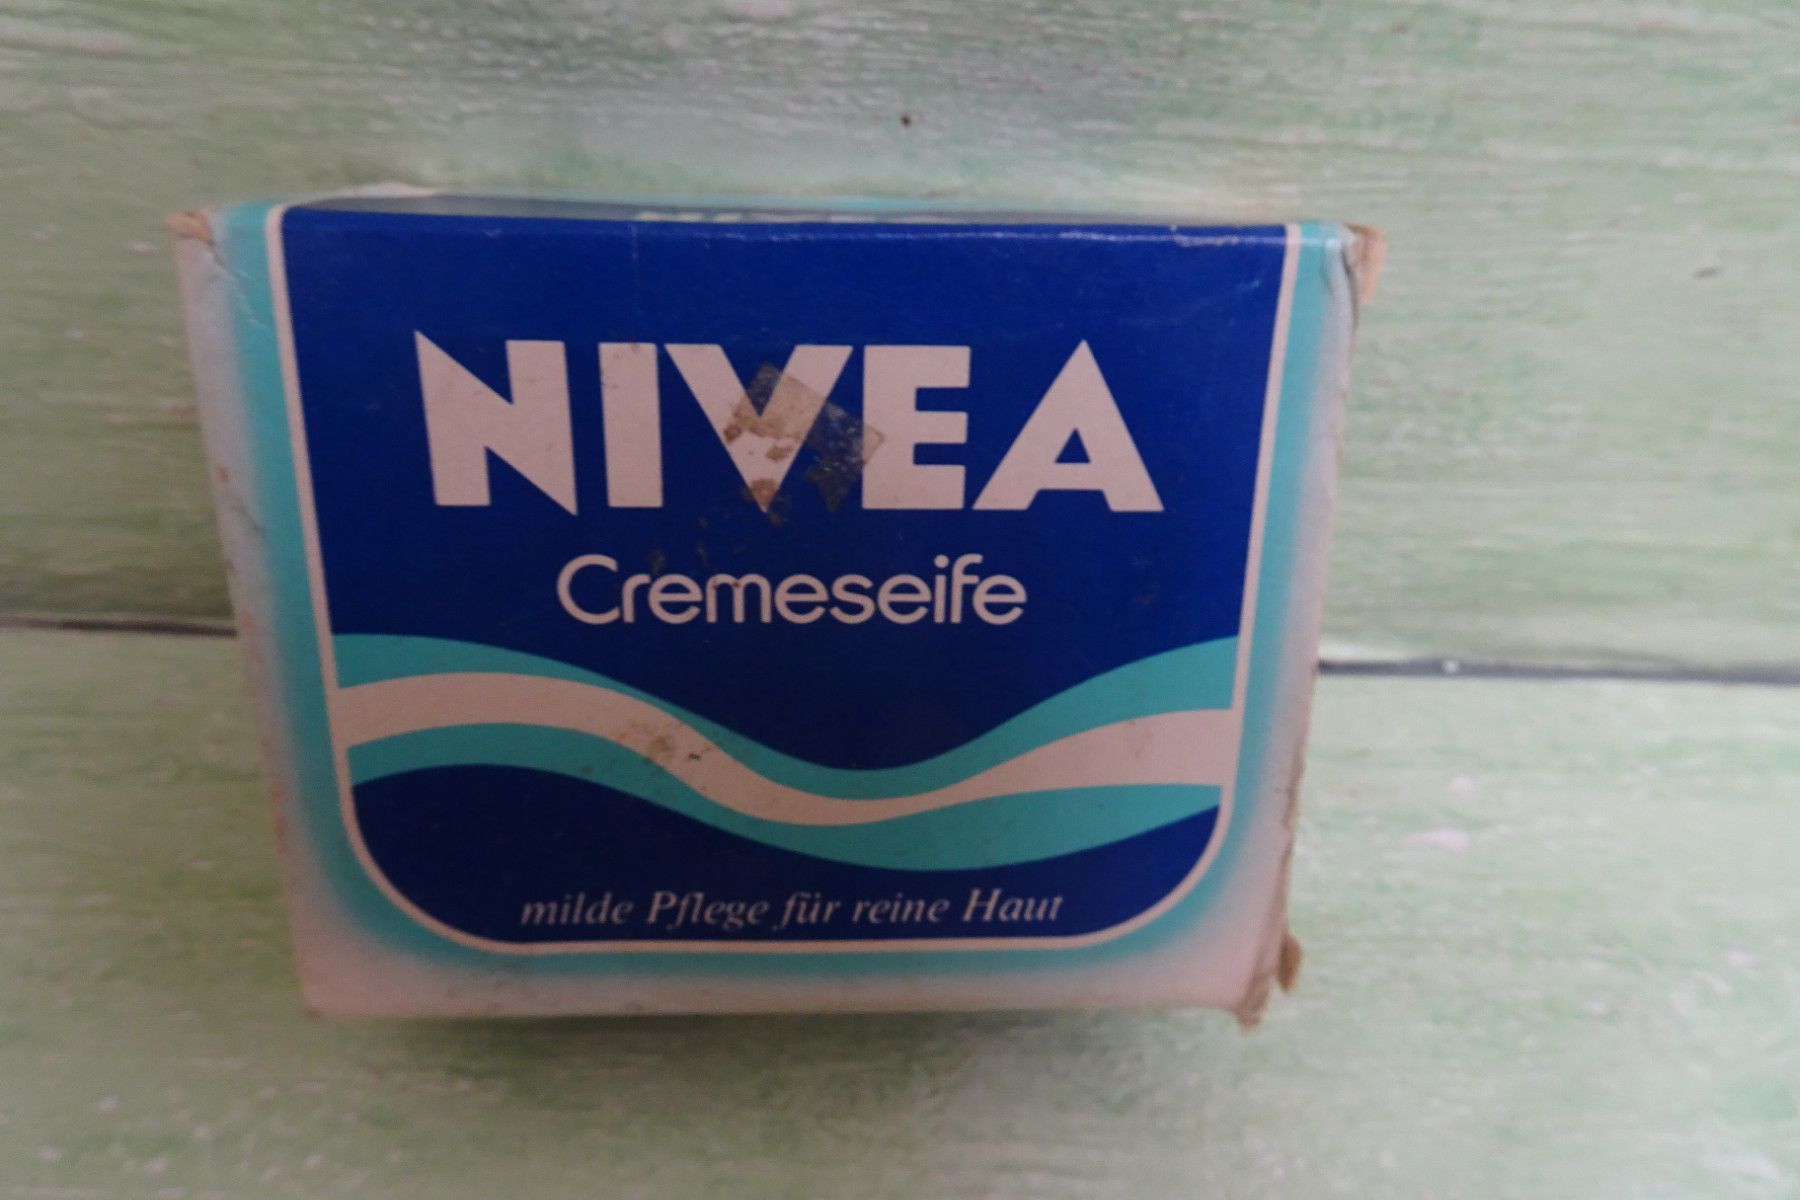 NIVEA
Cremeseife
milde Pflege für reine Haut